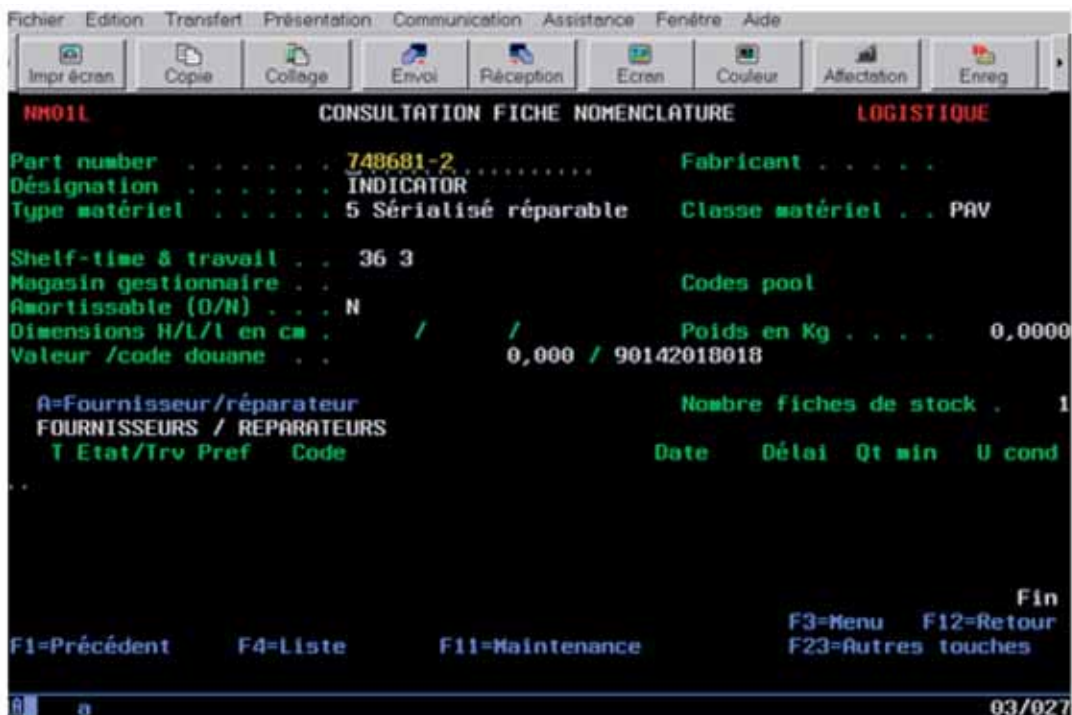 Fichier Edition Transfert Présentation Communication Assistance Fenêtre Aide
Impr écran Copie Collage Envoi Réception Ecran Couleur Affectation Enreg
NM01L CONSULTATION FICHE NOMENCLATURE LOGISTIQUE
Part number . . . . . . 748681-2 Fabricant . . . . .
Désignation . . . . . . INDICATOR
Type matériel . . . . . 5 Sérialisé réparable Classe matériel . . PAV
Shelf-time & travail . . 36 3
Magasin gestionnaire . . Codes pool
Amortissable (O/N) . . . N
Dimensions H/L/l en cm . / / Poids en Kg . . . . 0,0000
Valeur /code douane . . 0,000 / 90142018018
A=Fournisseur/réparateur Nombre fiches de stock . 1
FOURNISSEURS / REPARATEURS
T Etat/Trv Pref Code Date Délai Qt min U cond
..
Fin
F3=Menu F12=Retour
F1=Précédent F4=Liste F11=Maintenance F23=Autres touches
A a 03/027